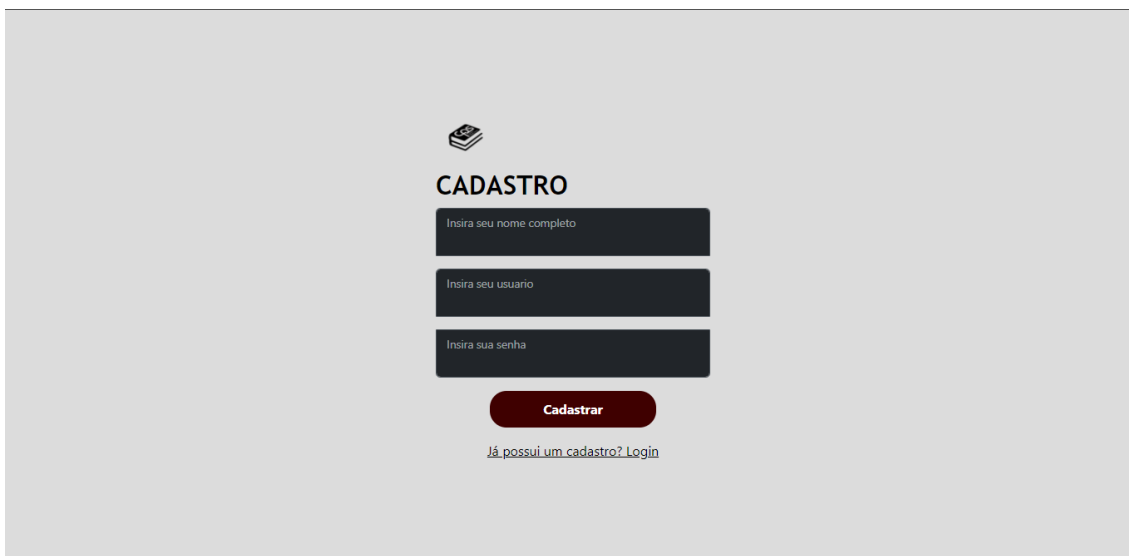 CADASTRO
Insira seu nome completo
Insira seu usuario
Insira sua senha
Cadastrar
Já possui um cadastro? Login